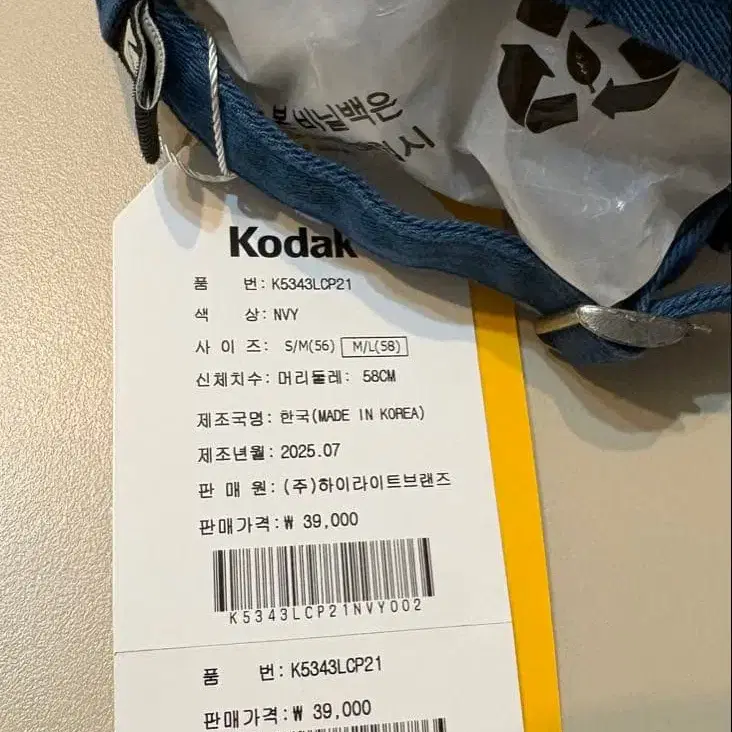 비닐백은
Kodak
품 번: K5343LCP21
색 상: NVY
사 이 즈: S/M(56) M/L(58)
신체치수: 머리둘레: 58CM
제조국명: 한국(MADE IN KOREA)
제조년월: 2025.07
판 매 원: (주)하이라이트브랜즈
판매가격:₩ 39,000
K5343LCP21NVY002
품 번: K5343LCP21
판매가격:₩ 39,000